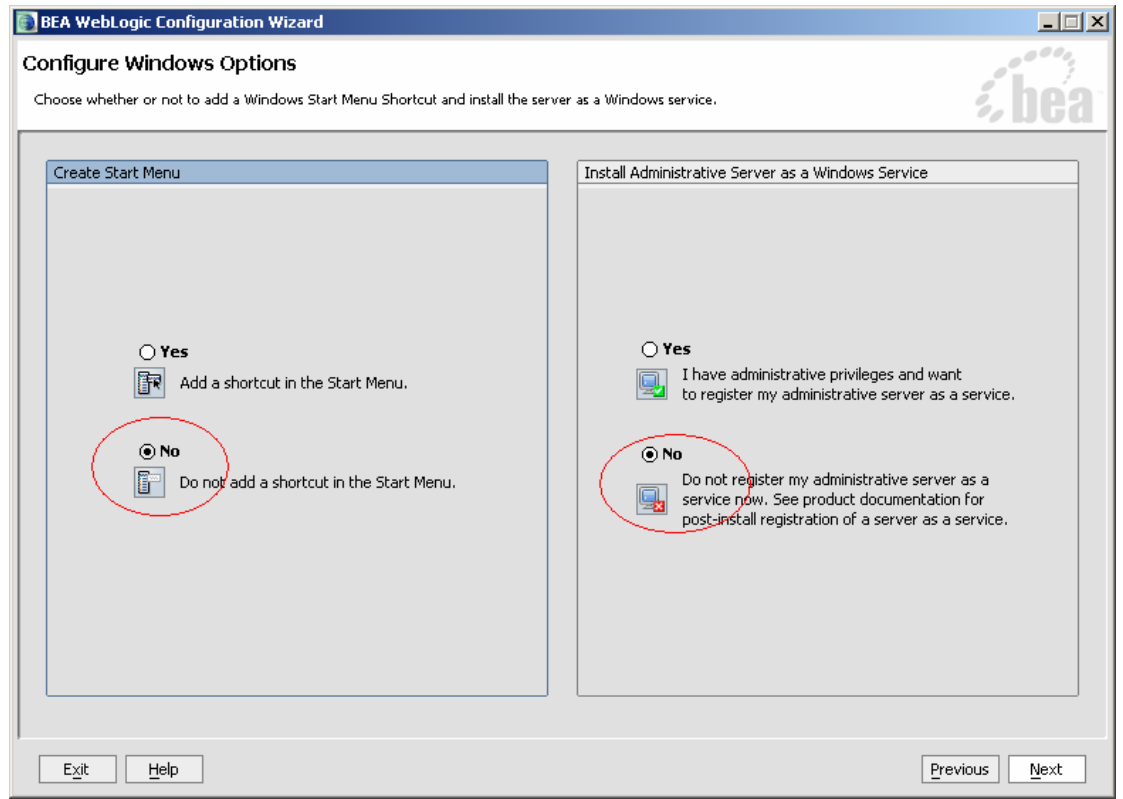 BEA WebLogic Configuration Wizard
Configure Windows Options
Choose whether or not to add a Windows Start Menu Shortcut and install the server as a Windows service.
bea
Create Start Menu
Yes
Add a shortcut in the Start Menu.
No
Do not add a shortcut in the Start Menu.
Install Administrative Server as a Windows Service
Yes
I have administrative privileges and want
to register my administrative server as a service.
No
Do not register my administrative server as a
service now. See product documentation for
post-install registration of a server as a service.
Exit
Help
Previous
Next